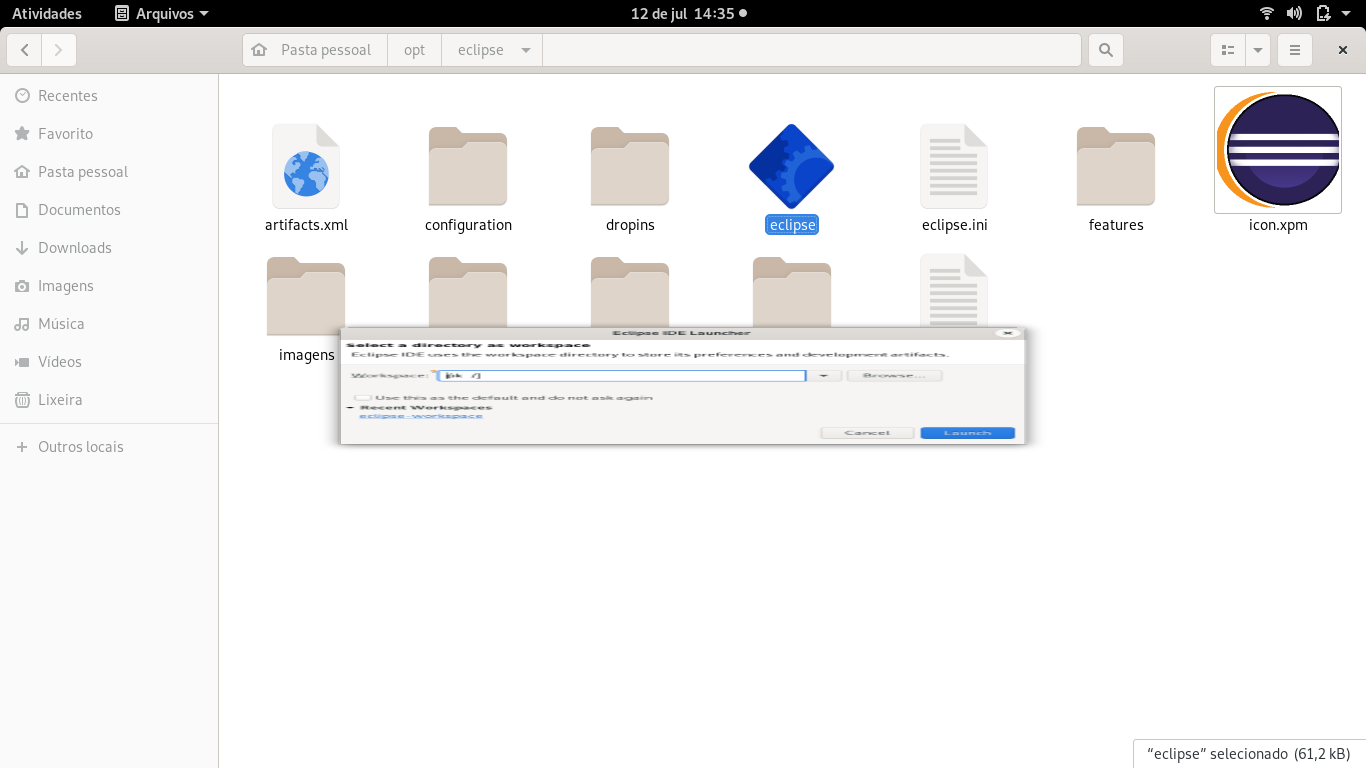 Atividades Arquivos 12 de jul 14:35
Pasta pessoal opt eclipse
Recentes
Favorito
Pasta pessoal
Documentos
Downloads
Imagens
Música
Vídeos
Lixeira
Outros locais
artifacts.xml configuration dropins eclipse eclipse.ini features icon.xpm
imagens
Eclipse IDE Launcher
Select a directory as workspace
Eclipse IDE uses the workspace directory to store its preferences and development artifacts.
Workspace: Browse...
Use this as the default and do not ask again
Recent Workspaces
eclipse-workspace
Cancel Launch
“eclipse” selecionado (61,2 kB)